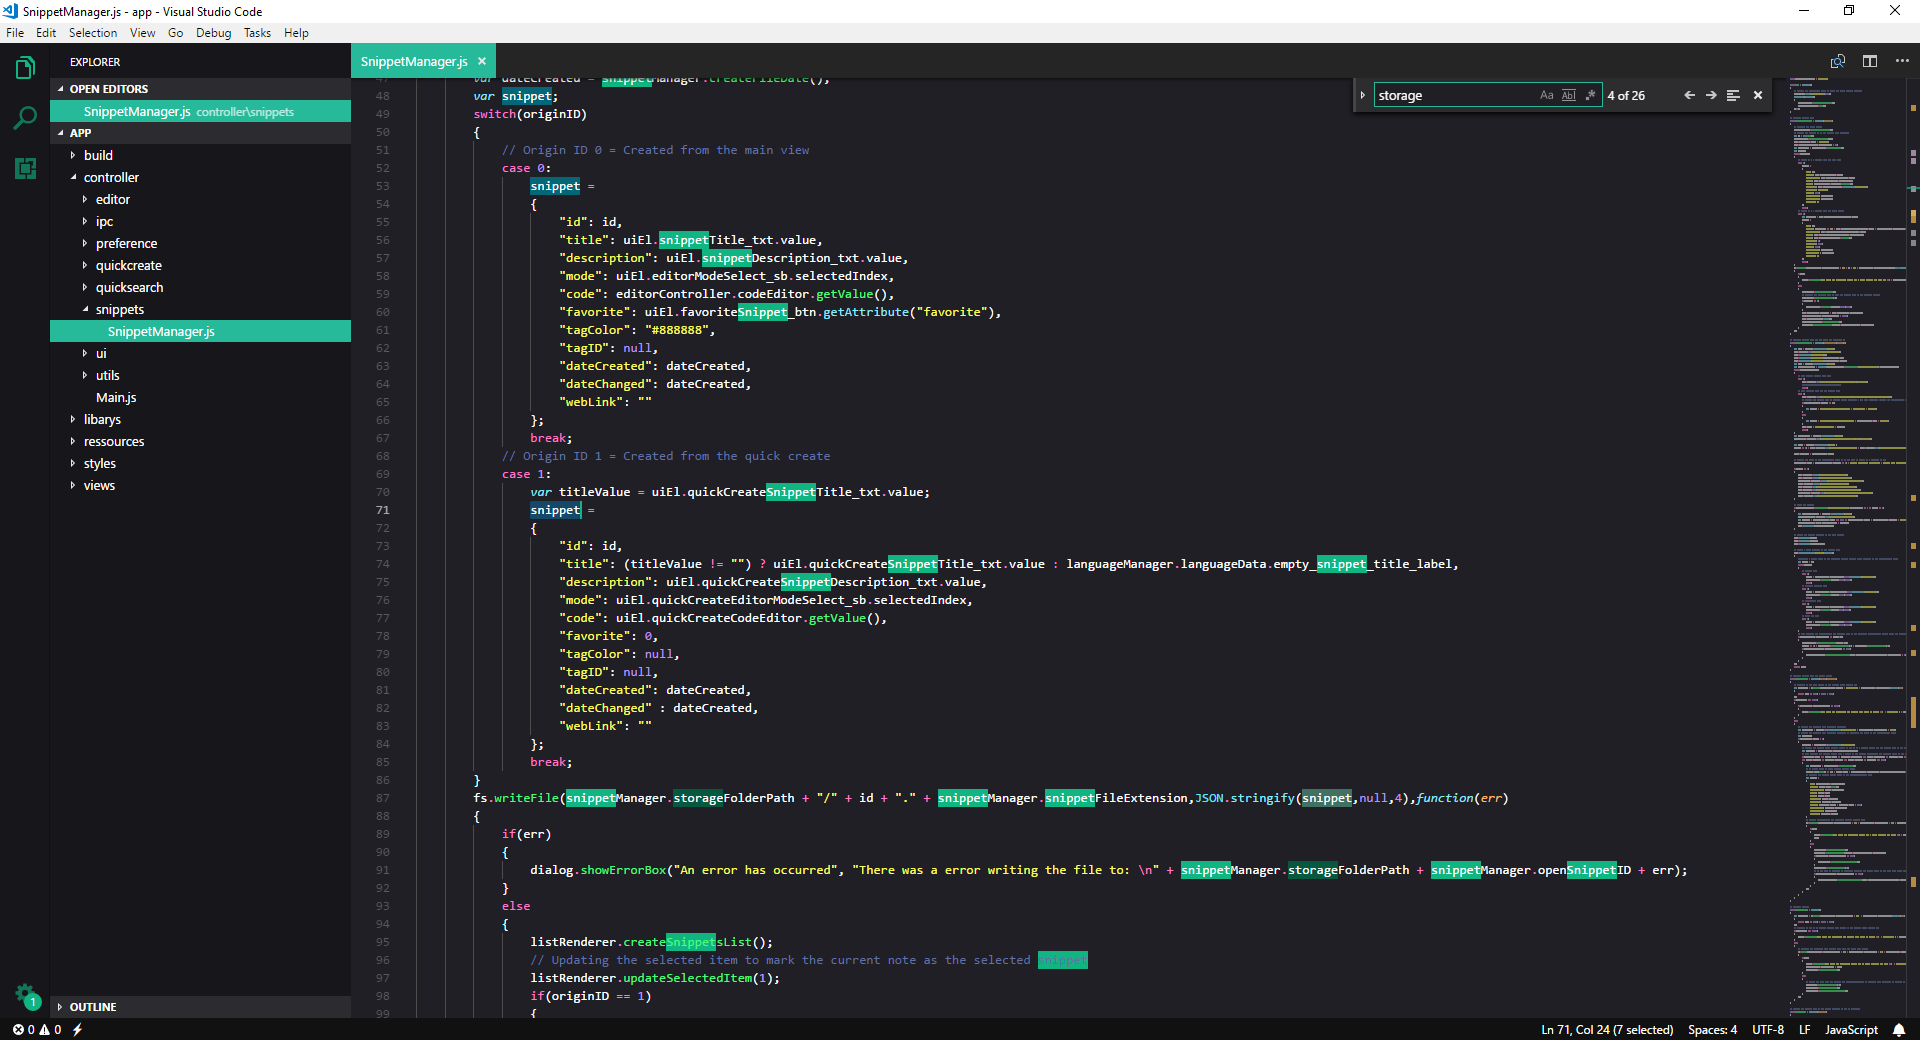 SnippetManager.js - app - Visual Studio Code
File Edit Selection View Go Debug Tasks Help
EXPLORER
OPEN EDITORS
SnippetManager.js controller\snippets
APP
build
controller
editor
ipc
preference
quickcreate
quicksearch
snippets
SnippetManager.js
ui
utils
Main.js
libarys
ressources
styles
views
OUTLINE
1
SnippetManager.js
storage
Aa Abl .* 4 of 26
47 var dateCreated = snippetManager.createFileDate();
48 var snippet;
49 switch(originID)
50 {
51 // Origin ID 0 = Created from the main view
52 case 0:
53 snippet =
54 {
55 "id": id,
56 "title": uiEl.snippetTitle_txt.value,
57 "description": uiEl.snippetDescription_txt.value,
58 "mode": uiEl.editorModeSelect_sb.selectedIndex,
59 "code": editorController.codeEditor.getValue(),
60 "favorite": uiEl.favoriteSnippet_btn.getAttribute("favorite"),
61 "tagColor": "#888888",
62 "tagID": null,
63 "dateCreated": dateCreated,
64 "dateChanged": dateCreated,
65 "webLink": ""
66 };
67 break;
68 // Origin ID 1 = Created from the quick create
69 case 1:
70 var titleValue = uiEl.quickCreateSnippetTitle_txt.value;
71 snippet =
72 {
73 "id": id,
74 "title": (titleValue != "") ? uiEl.quickCreateSnippetTitle_txt.value : languageManager.languageData.empty_snippet_title_label,
75 "description": uiEl.quickCreateSnippetDescription_txt.value,
76 "mode": uiEl.quickCreateEditorModeSelect_sb.selectedIndex,
77 "code": uiEl.quickCreateCodeEditor.getValue(),
78 "favorite": 0,
79 "tagColor": null,
80 "tagID": null,
81 "dateCreated": dateCreated,
82 "dateChanged" : dateCreated,
83 "webLink": ""
84 };
85 break;
86 }
87 fs.writeFile(snippetManager.storageFolderPath + "/" + id + "." + snippetManager.snippetFileExtension,JSON.stringify(snippet,null,4),function(err)
88 {
89 if(err)
90 {
91 dialog.showErrorBox("An error has occurred", "There was a error writing the file to: \n" + snippetManager.storageFolderPath + snippetManager.openSnippetID + err);
92 }
93 else
94 {
95 listRenderer.createSnippetsList();
96 // Updating the selected item to mark the current note as the selected snippet
97 listRenderer.updateSelectedItem(1);
98 if(originID == 1)
99 {
0 0
Ln 71, Col 24 (7 selected) Spaces: 4 UTF-8 LF JavaScript